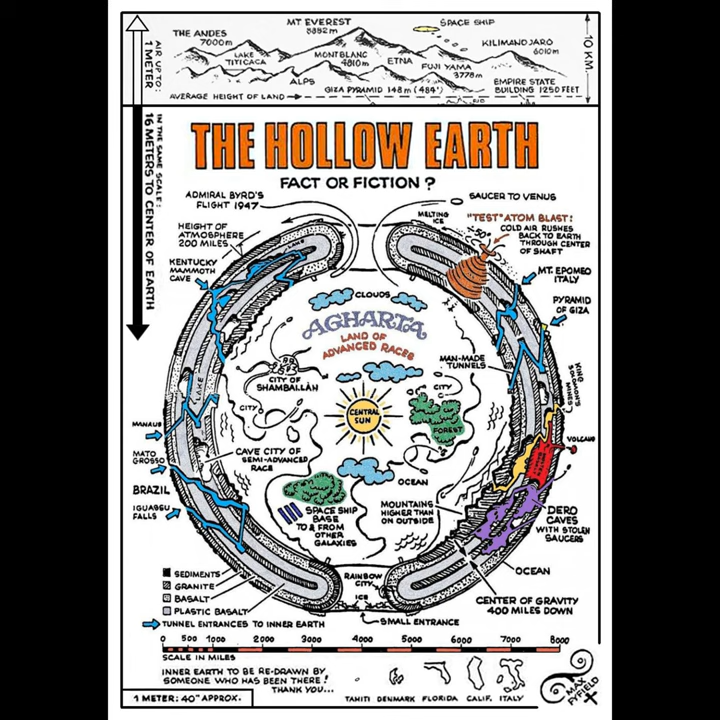 MT EVEREST
8882m
SPACE SHIP
THE ANDES
7000m
LAKE
TITICACA
MONT BLANC
4810m
ETNA
FUJI YAMA
3778m
KILIMANDJARO
6010m
ALPS
GIZA PYRAMID 148m (484')
EMPIRE STATE
BUILDING 1250 FEET
AVERAGE HEIGHT OF LAND
10 KM
AIR UP TO:
1 METER
IN THE SAME SCALE:
16 METERS TO CENTER OF EARTH
THE HOLLOW EARTH
FACT OR FICTION?
ADMIRAL BYRD'S
FLIGHT 1947
SAUCER TO VENUS
MELTING
ICE
"TEST" ATOM BLAST:
COLD AIR RUSHES
BACK TO EARTH
THROUGH CENTER
OF SHAFT
-50°
HEIGHT OF
ATMOSPHERE
200 MILES
LAKE
KENTUCKY
MAMMOTH
CAVE
MT. EPOMEO
ITALY
PYRAMID
OF GIZA
CLOUDS
AGHARTA
LAND OF
ADVANCED RACES
MAN-MADE
TUNNELS
KING
SOLOMON'S
MINES
CITY OF
SHAMBALLAH
CITY
CITY
LAKE
CENTRAL
SUN
FOREST
MANAUS
VOLCANO
MATO
GROSSO
CAVE CITY OF
SEMI-ADVANCED
RACE
OCEAN
BRAZIL
IGUASSU
FALLS
SPACE SHIP
BASE
TO & FROM
OTHER
GALAXIES
MOUNTAINS
HIGHER THAN
ON OUTSIDE
DERO
CAVES
WITH STOLEN
SAUCERS
SEDIMENTS
GRANITE
BASALT
PLASTIC BASALT
RAINBOW
CITY
ICE
OCEAN
CENTER OF GRAVITY
400 MILES DOWN
TUNNEL ENTRANCES TO INNER EARTH
SMALL ENTRANCE
0 500 1000 2000 3000 4000 5000 6000 7000 8000
SCALE IN MILES
INNER EARTH TO BE RE-DRAWN BY
SOMEONE WHO HAS BEEN THERE!
THANK YOU...
TAHITI DENMARK FLORIDA CALIF. ITALY
1 METER: 40" APPROX.
MAX
FYFIELD